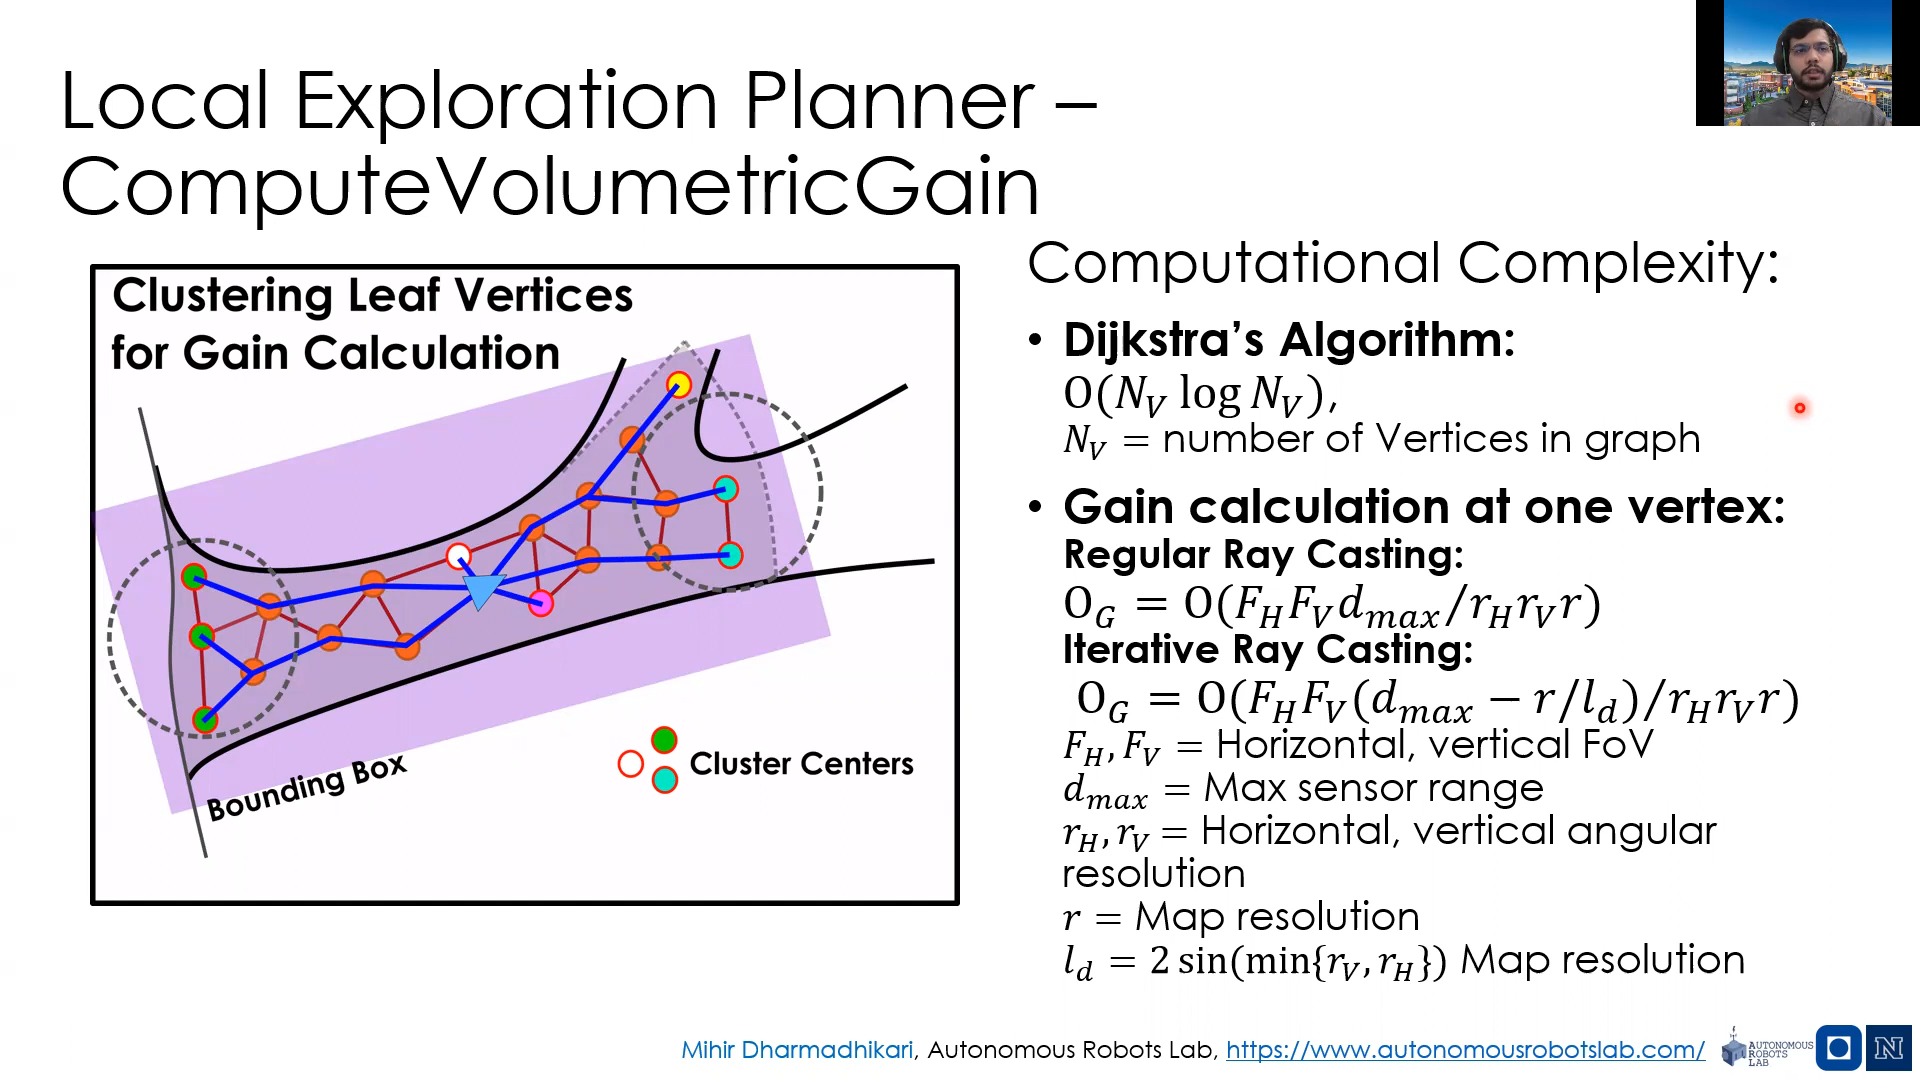 Local Exploration Planner –
ComputeVolumetricGain
Clustering Leaf Vertices
for Gain Calculation
Bounding Box
Cluster Centers
Computational Complexity:
• Dijkstra's Algorithm:
O(N_V log N_V),
N_V = number of Vertices in graph
• Gain calculation at one vertex:
Regular Ray Casting:
O_G = O(F_H F_V d_max/r_H r_V r)
Iterative Ray Casting:
O_G = O(F_H F_V(d_max − r/l_d)/r_H r_V r)
F_H, F_V = Horizontal, vertical FoV
d_max = Max sensor range
r_H, r_V = Horizontal, vertical angular
resolution
r = Map resolution
l_d = 2 sin(min{r_V, r_H}) Map resolution
Mihir Dharmadhikari, Autonomous Robots Lab, https://www.autonomousrobotslab.com/
AUTONOMOUS
ROBOTS
LAB
N